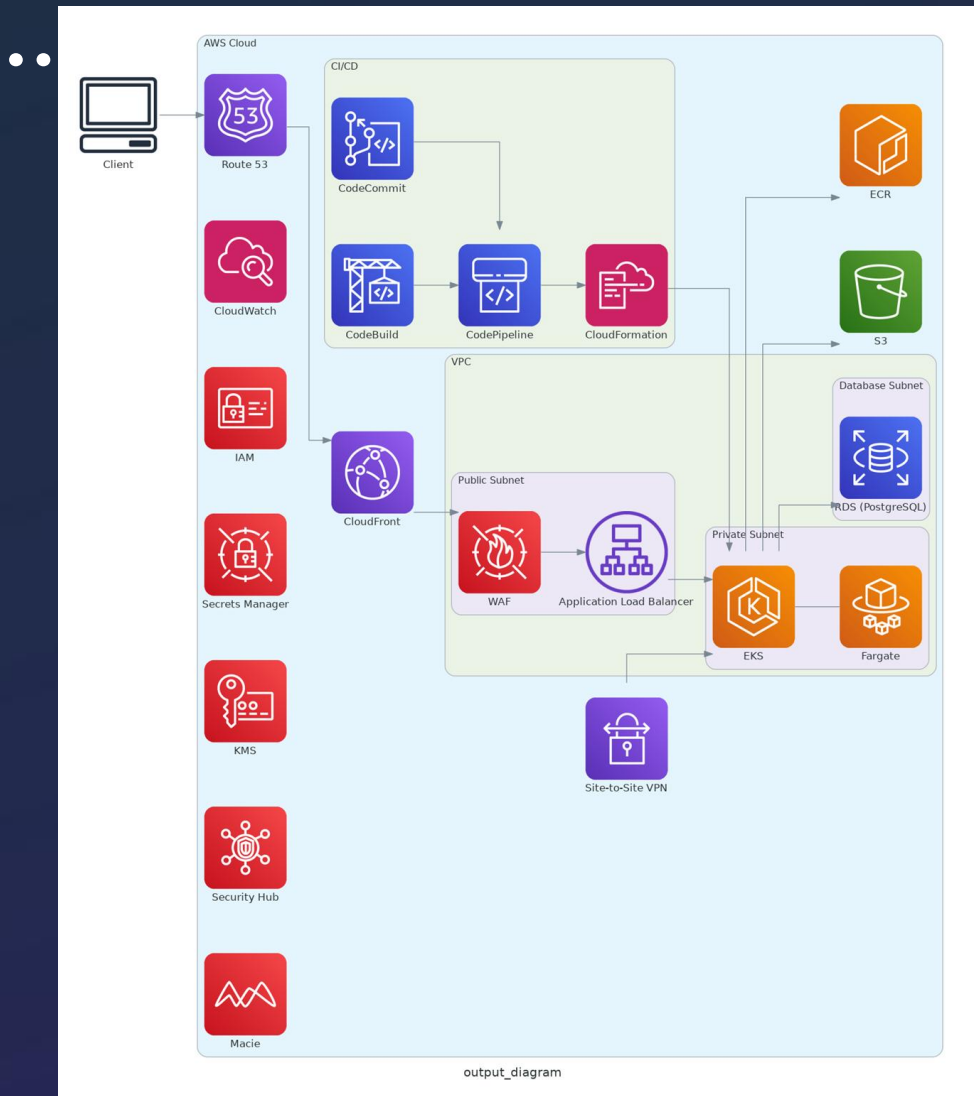 AWS Cloud
CI/CD
53
Client
Route 53
CodeCommit
ECR
CloudWatch
CodeBuild
CodePipeline
CloudFormation
S3
VPC
Database Subnet
IAM
Public Subnet
RDS (PostgreSQL)
CloudFront
Private Subnet
Secrets Manager
WAF
Application Load Balancer
K
EKS
Fargate
KMS
Site-to-Site VPN
Security Hub
Macie
output_diagram